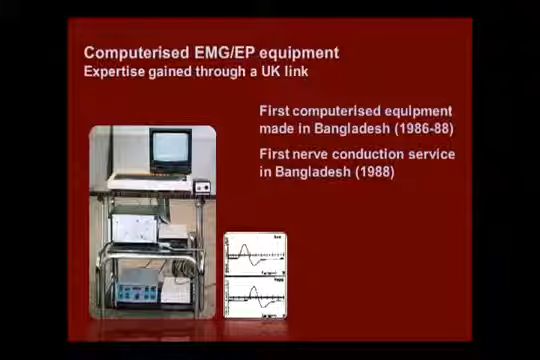 Computerised EMG/EP equipment
Expertise gained through a UK link
First computerised equipment
made in Bangladesh (1986-88)
First nerve conduction service
in Bangladesh (1988)